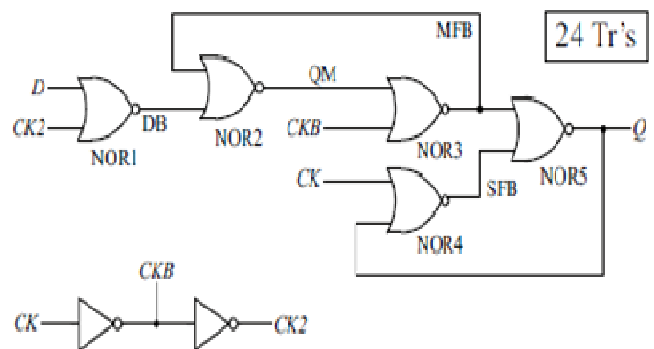 MFB
24 Tr's
D
QM
CK2
DB
CKB
Q
NOR1
NOR2
NOR3
CK
SFB
NOR5
NOR4
CKB
CK
CK2